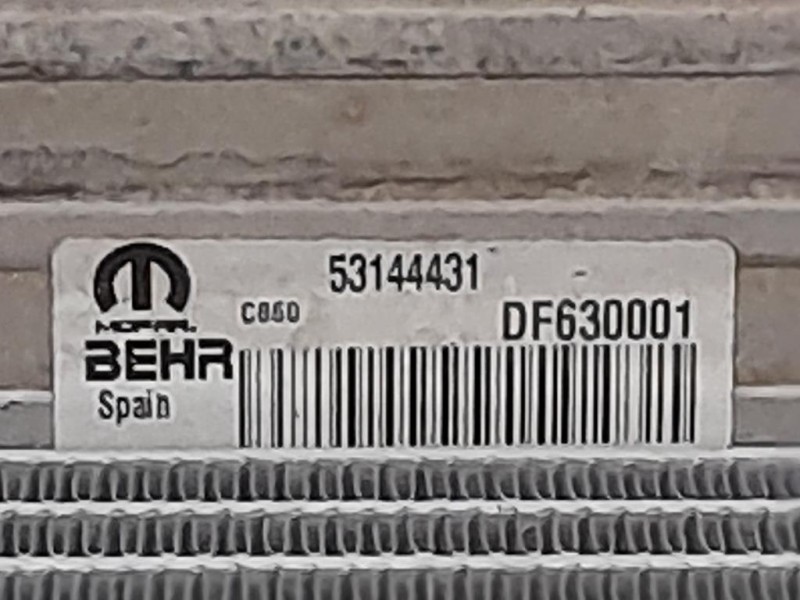 53144431
C860
DF630001
MOPAR.
BEHR
Spain